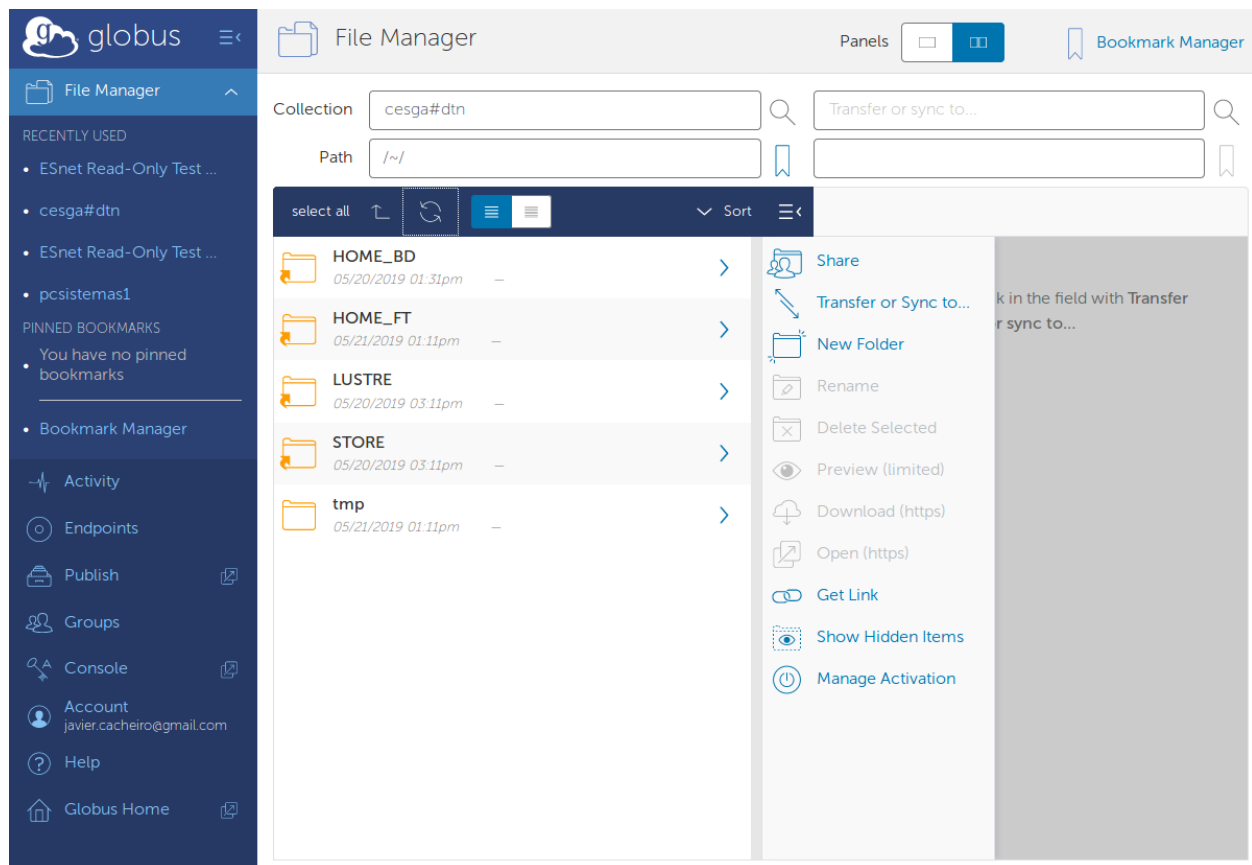 globus
File Manager
RECENTLY USED
• ESnet Read-Only Test ...
• cesga#dtn
• ESnet Read-Only Test ...
• pcsistemas1
PINNED BOOKMARKS
• You have no pinned
bookmarks
• Bookmark Manager
Activity
Endpoints
Publish
Groups
Console
Account
javier.cacheiro@gmail.com
Help
Globus Home
File Manager
Panels
Bookmark Manager
Collection
cesga#dtn
Transfer or sync to...
Path
/~/
select all
Sort
HOME_BD
05/20/2019 01:31pm —
HOME_FT
05/21/2019 01:11pm —
LUSTRE
05/20/2019 03:11pm —
STORE
05/20/2019 03:11pm —
tmp
05/21/2019 01:11pm —
Share
Transfer or Sync to...
New Folder
Rename
Delete Selected
Preview (limited)
Download (https)
Open (https)
Get Link
Show Hidden Items
Manage Activation
k in the field with Transfer
r sync to...